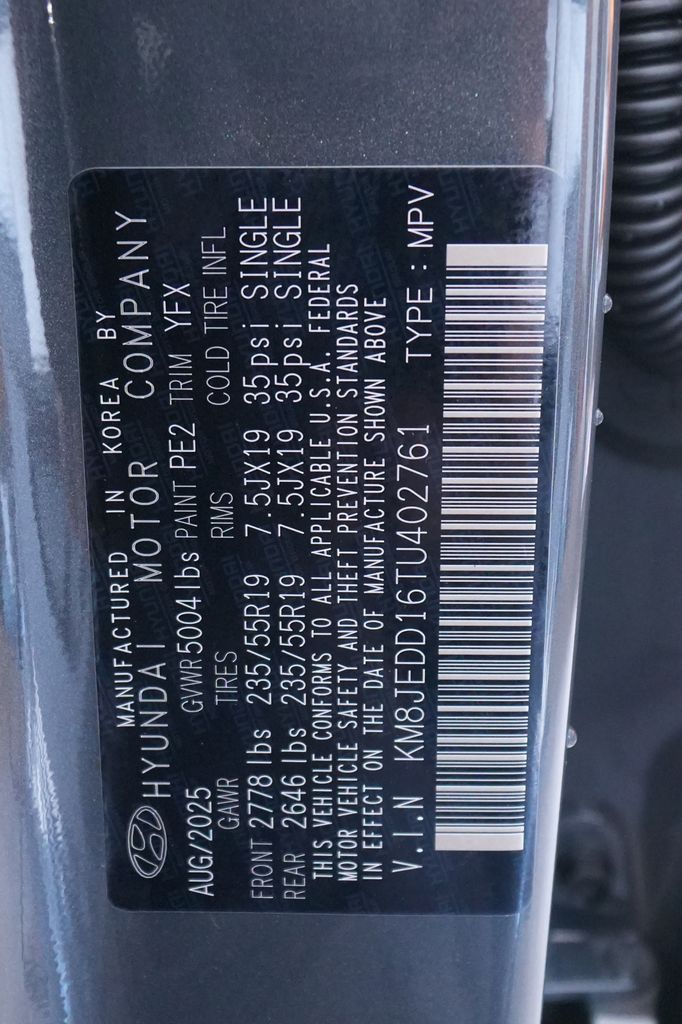 MANUFACTURED IN KOREA BY
HYUNDAI MOTOR COMPANY
AUG/2025 GVWR 5004 lbs PAINT PE2 TRIM YFX
GAWR TIRES RIMS COLD TIRE INFL
FRONT 2778 lbs 235/55R19 7.5JX19 35psi SINGLE
REAR 2646 lbs 235/55R19 7.5JX19 35psi SINGLE
THIS VEHICLE CONFORMS TO ALL APPLICABLE U.S.A. FEDERAL
MOTOR VEHICLE SAFETY AND THEFT PREVENTION STANDARDS
IN EFFECT ON THE DATE OF MANUFACTURE SHOWN ABOVE
V.I.N KM8JEDD16TU402761 TYPE : MPV